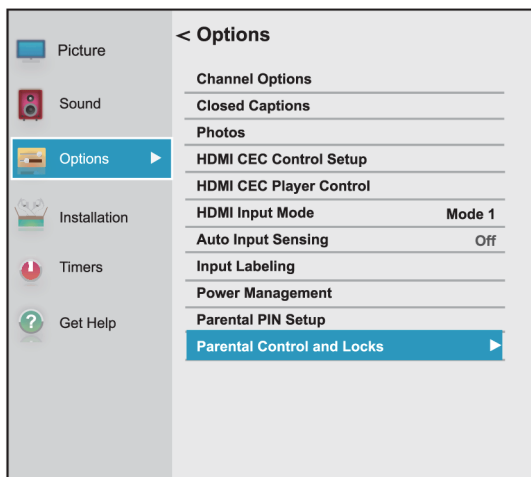 Picture
Sound
Options
Installation
Timers
Get Help
< Options
Channel Options
Closed Captions
Photos
HDMI CEC Control Setup
HDMI CEC Player Control
HDMI Input Mode Mode 1
Auto Input Sensing Off
Input Labeling
Power Management
Parental PIN Setup
Parental Control and Locks